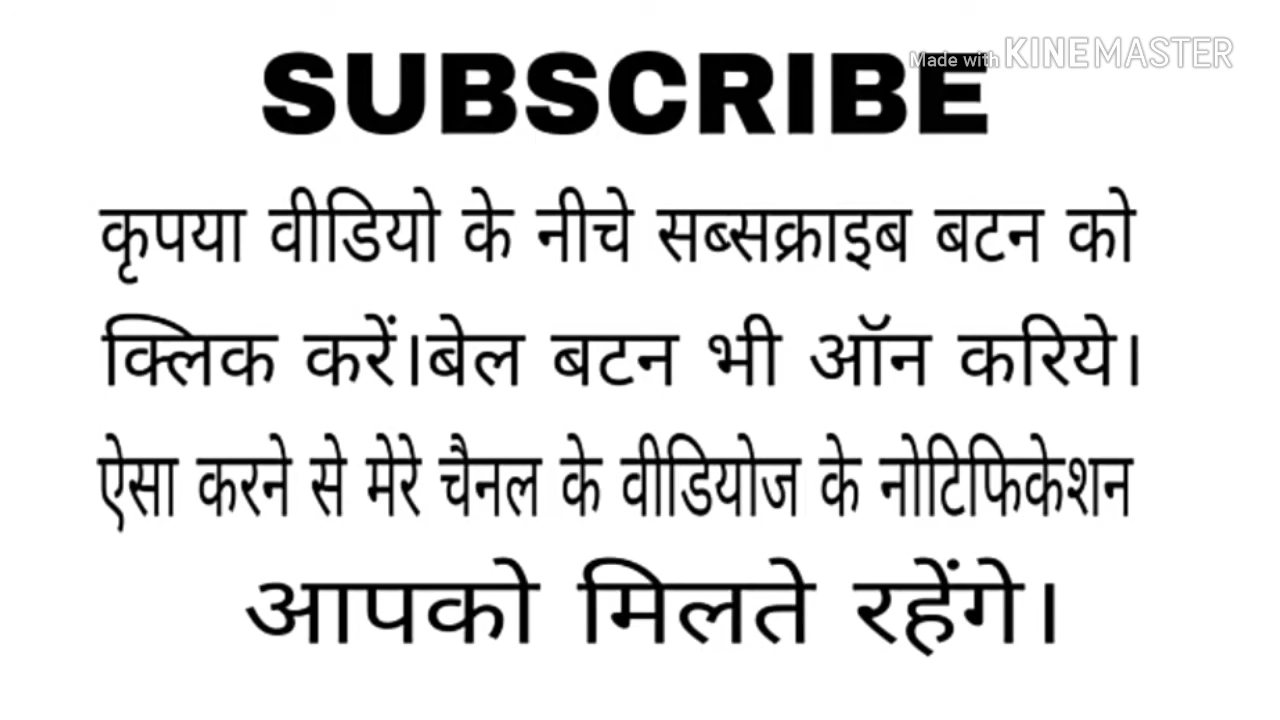 Made with KINEMASTER
SUBSCRIBE
कृपया वीडियो के नीचे सब्सक्राइब बटन को
क्लिक करें।बेल बटन भी ऑन करिये।
ऐसा करने से मेरे चैनल के वीडियोज के नोटिफिकेशन
आपको मिलते रहेंगे।